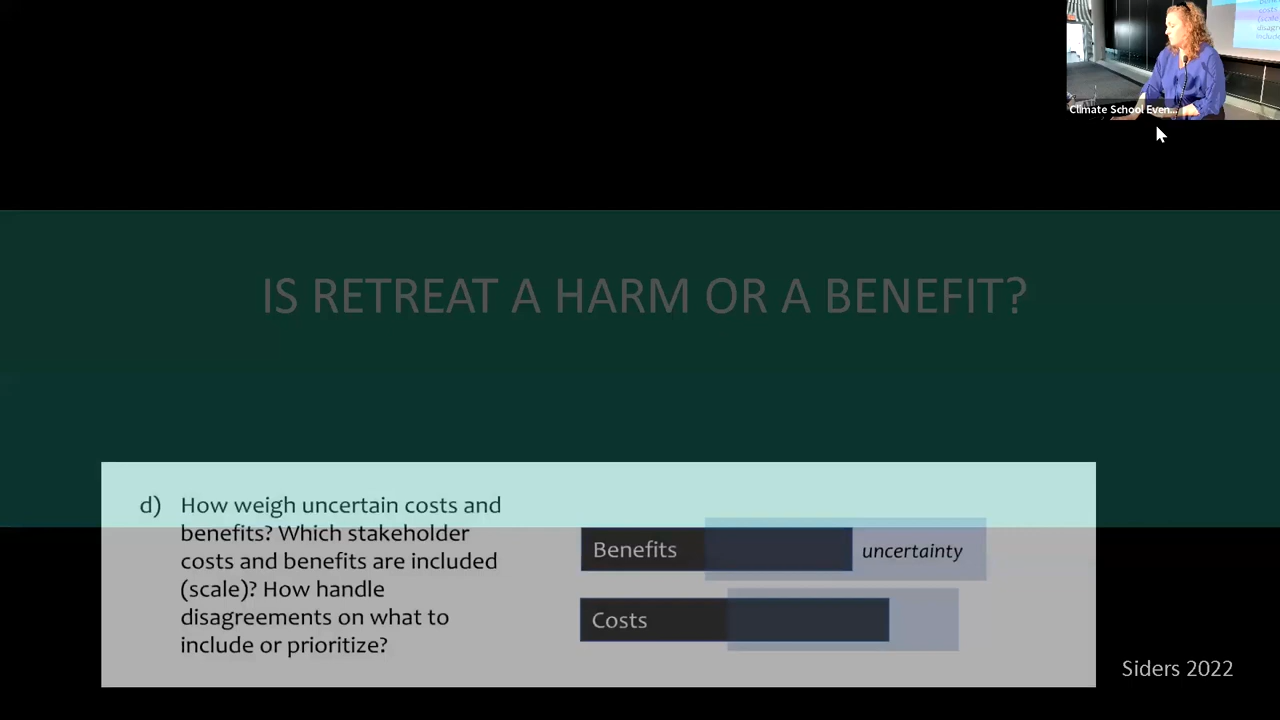 Climate School Even...
IS RETREAT A HARM OR A BENEFIT?
d) How weigh uncertain costs and
benefits? Which stakeholder
costs and benefits are included
(scale)? How handle
disagreements on what to
include or prioritize?
Benefits
uncertainty
Costs
Siders 2022